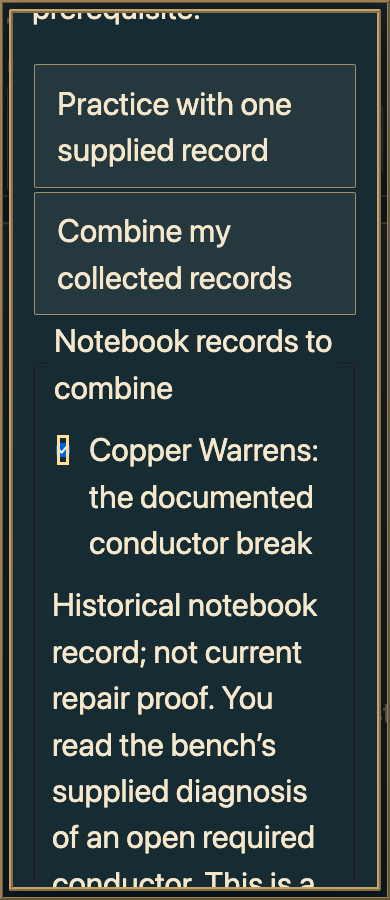 prerequisite.
Practice with one
supplied record
Combine my
collected records
Notebook records to
combine
Copper Warrens:
the documented
conductor break
Historical notebook
record; not current
repair proof. You
read the bench’s
supplied diagnosis
of an open required
conductor. This is a